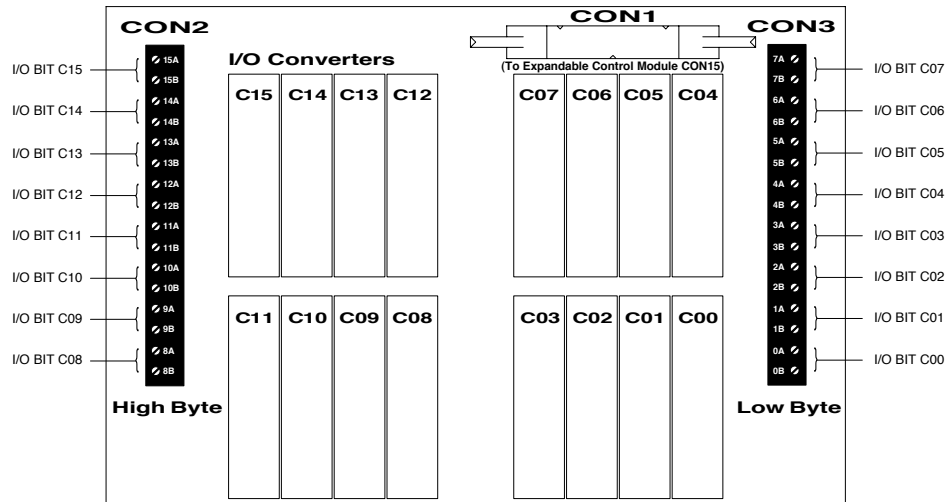 CON2
CON1
CON3
I/O Converters
(To Expandable Control Module CON15)
I/O BIT C15
15A
15B
I/O BIT C14
14A
14B
I/O BIT C13
13A
13B
I/O BIT C12
12A
12B
I/O BIT C11
11A
11B
I/O BIT C10
10A
10B
I/O BIT C09
9A
9B
I/O BIT C08
8A
8B
High Byte
C15 C14 C13 C12
C11 C10 C09 C08
C07 C06 C05 C04
C03 C02 C01 C00
7A
7B
I/O BIT C07
6A
6B
I/O BIT C06
5A
5B
I/O BIT C05
4A
4B
I/O BIT C04
3A
3B
I/O BIT C03
2A
2B
I/O BIT C02
1A
1B
I/O BIT C01
0A
0B
I/O BIT C00
Low Byte